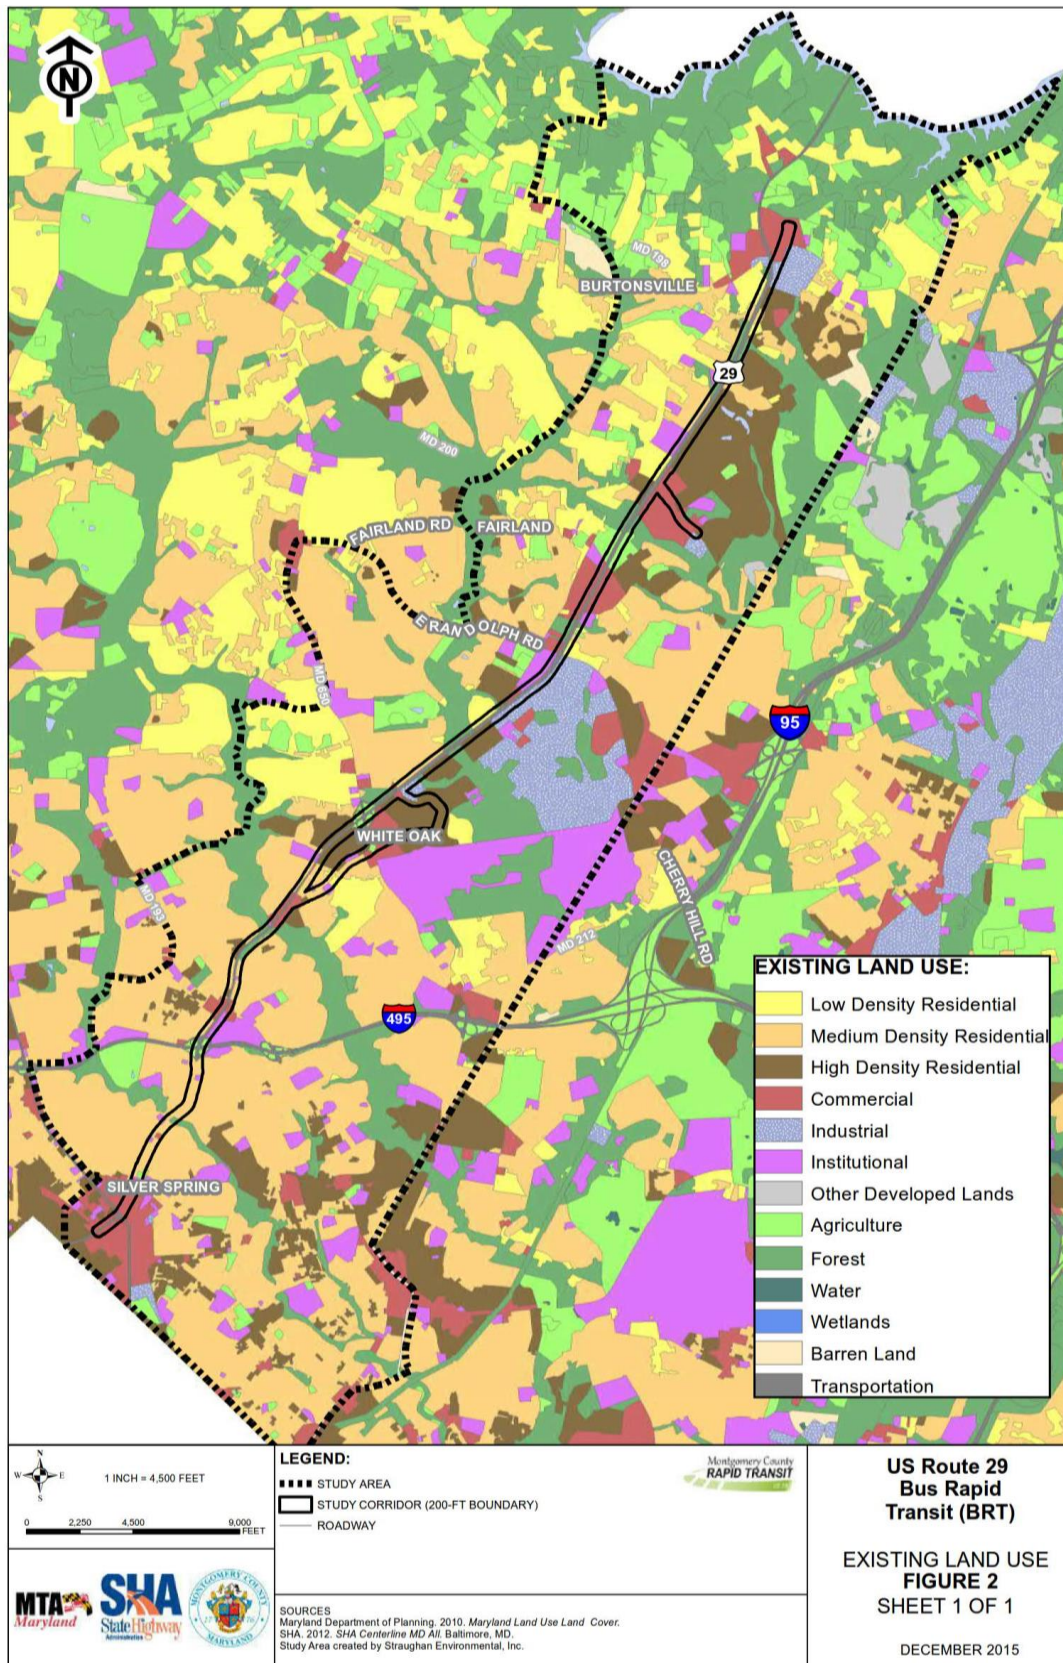 N
MD 198
BURTONSVILLE
29
MD 200
FAIRLAND RD
FAIRLAND
E RANDOLPH RD
MD 650
95
WHITE OAK
CHERRY HILL RD
MD 193
MD 212
495
SILVER SPRING
EXISTING LAND USE:
Low Density Residential
Medium Density Residential
High Density Residential
Commercial
Industrial
Institutional
Other Developed Lands
Agriculture
Forest
Water
Wetlands
Barren Land
Transportation
N
W E
S
1 INCH = 4,500 FEET
0 2,250 4,500 9,000
FEET
LEGEND:
STUDY AREA
STUDY CORRIDOR (200-FT BOUNDARY)
ROADWAY
Montgomery County
RAPID TRANSIT
US Route 29
Bus Rapid
Transit (BRT)
EXISTING LAND USE
FIGURE 2
SHEET 1 OF 1
DECEMBER 2015
MTA
Maryland
SHA
State Highway
Administration
MONTGOMERY COUNTY
MARYLAND
SOURCES
Maryland Department of Planning. 2010. Maryland Land Use Land Cover.
SHA. 2012. SHA Centerline MD All. Baltimore, MD.
Study Area created by Straughan Environmental, Inc.